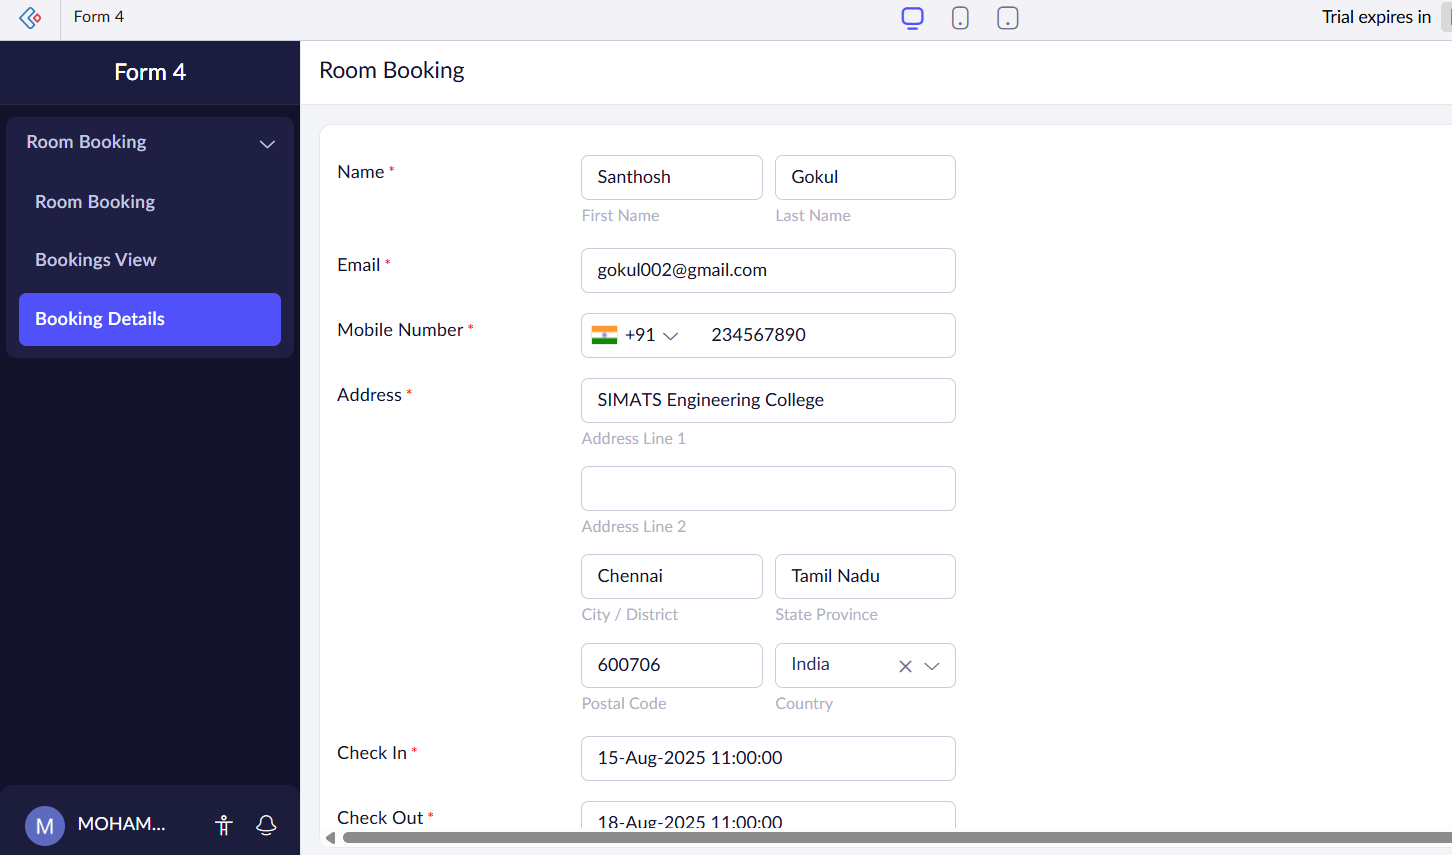 Form 4
Trial expires in
Form 4
Room Booking
Room Booking
Bookings View
Booking Details
M MOHAM...
Room Booking
Name *
Santhosh Gokul
First Name Last Name
Email *
gokul002@gmail.com
Mobile Number *
+91 234567890
Address *
SIMATS Engineering College
Address Line 1
Address Line 2
Chennai Tamil Nadu
City / District State Province
600706 India
Postal Code Country
Check In *
15-Aug-2025 11:00:00
Check Out *
18-Aug-2025 11:00:00